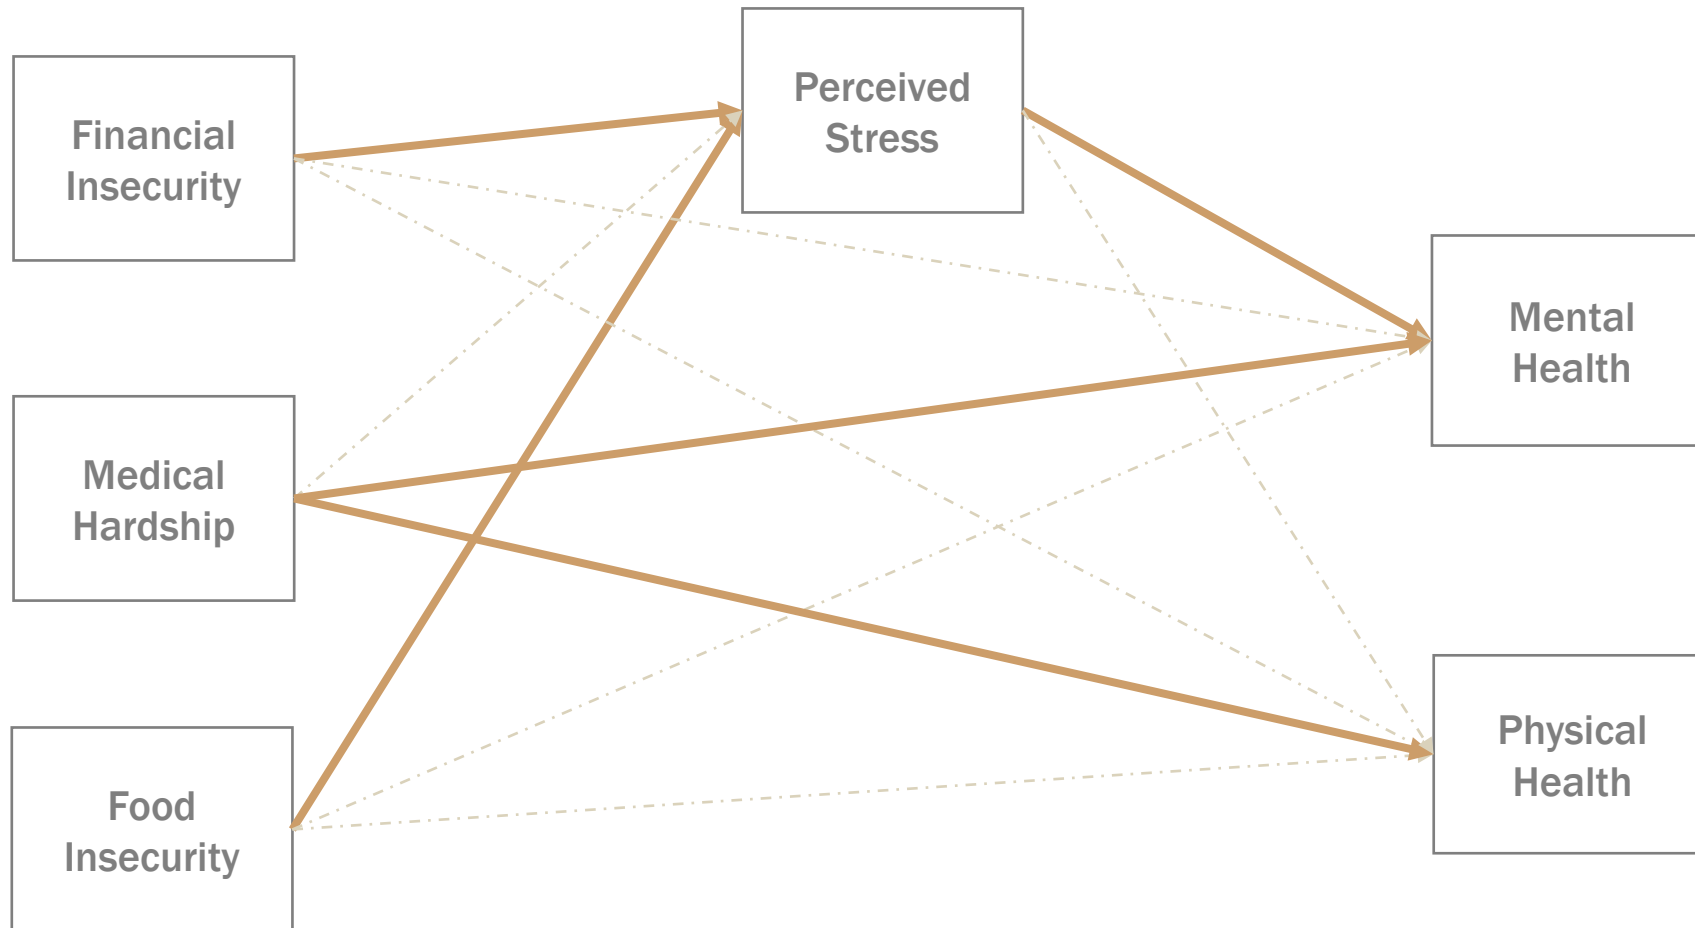 Perceived
Stress
Financial
Insecurity
Mental
Health
Medical
Hardship
Physical
Health
Food
Insecurity